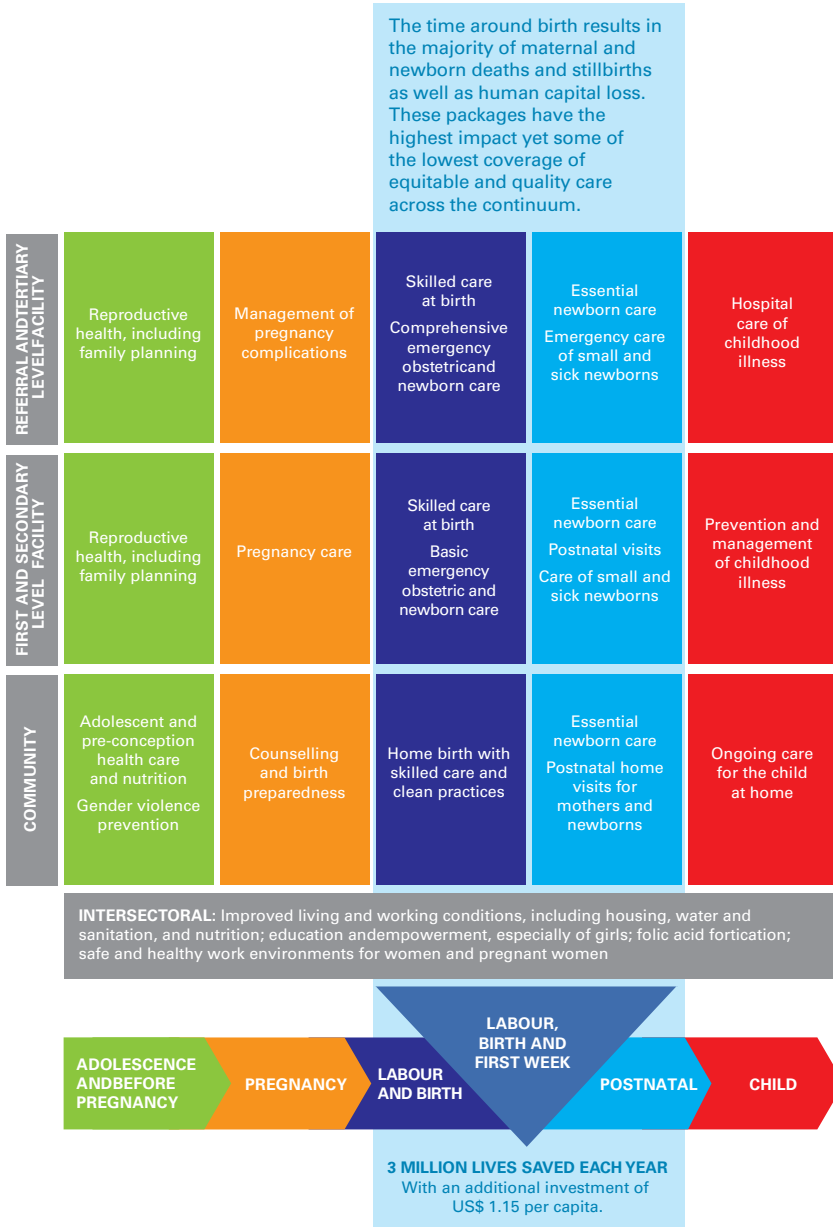 The time around birth results in
the majority of maternal and
newborn deaths and stillbirths
as well as human capital loss.
These packages have the
highest impact yet some of
the lowest coverage of
equitable and quality care
across the continuum.
REFERRAL ANDTERTIARY
LEVELFACILITY
Reproductive
health, including
family planning
Management of
pregnancy
complications
Skilled care
at birth
Comprehensive
emergency
obstetricand
newborn care
Essential
newborn care
Emergency care
of small and
sick newborns
Hospital
care of
childhood
illness
FIRST AND SECONDARY
LEVEL FACILITY
Reproductive
health, including
family planning
Pregnancy care
Skilled care
at birth
Basic
emergency
obstetric and
newborn care
Essential
newborn care
Postnatal visits
Care of small and
sick newborns
Prevention and
management
of childhood
illness
COMMUNITY
Adolescent and
pre-conception
health care
and nutrition
Gender violence
prevention
Counselling
and birth
preparedness
Home birth with
skilled care and
clean practices
Essential
newborn care
Postnatal home
visits for
mothers and
newborns
Ongoing care
for the child
at home
INTERSECTORAL: Improved living and working conditions, including housing, water and
sanitation, and nutrition; education andempowerment, especially of girls; folic acid fortication;
safe and healthy work environments for women and pregnant women
ADOLESCENCE
ANDBEFORE
PREGNANCY
PREGNANCY
LABOUR
AND BIRTH
LABOUR,
BIRTH AND
FIRST WEEK
POSTNATAL
CHILD
3 MILLION LIVES SAVED EACH YEAR
With an additional investment of
US$ 1.15 per capita.